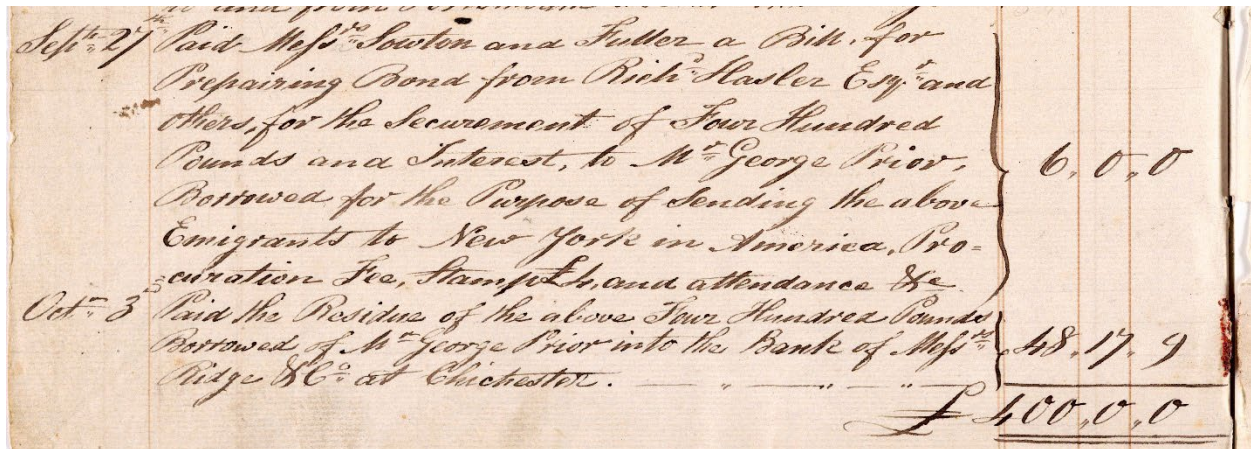 and from
Septr 27th Paid Messrs Sowton and Fuller a Bill, for
Prepairing Bond from Richd Hasler Esqr and
others, for the Securement of Four Hundred
Pounds and Interest, to Mr George Prior, 6,, 0,, 0
Borrowed for the Purpose of Sending the above
Emigrants to New York in America, Pro=
=curation Fee, Stamp £4, and attendance &c
Octr 3d Paid the Residue of the above Four Hundred Pounds
Borrowed of Mr George Prior into the Bank of Messrs 48,, 17,, 9
Ridge & Co at Chichester.
£ 400,, 0,, 0